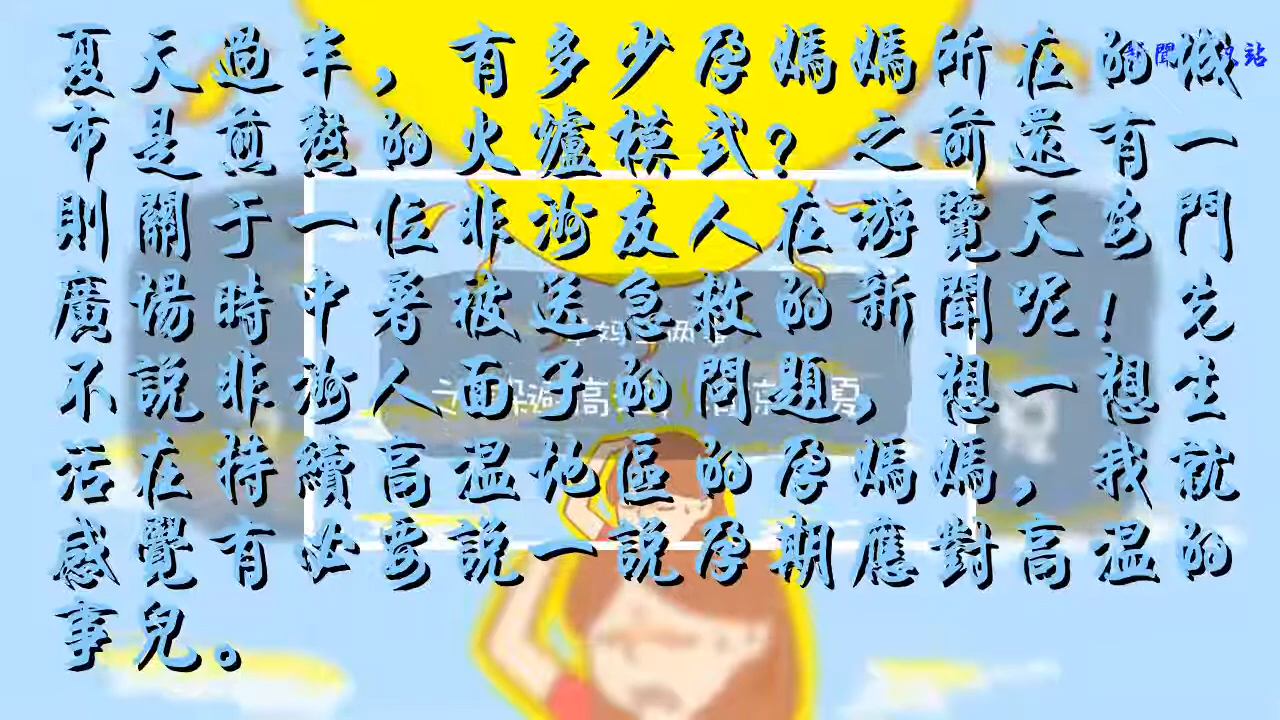 夏天過半，有多少孕媽媽所在的城
市是煎熬的火爐模式？之前還有一
則關于一位非洲友人在游覽天安門
廣場時中暑被送急救的新聞呢！先
不說非洲人面子的問題，想一想生
活在持續高溫地區的孕媽媽，我就
感覺有必要說一說孕期應對高溫的
事兒。